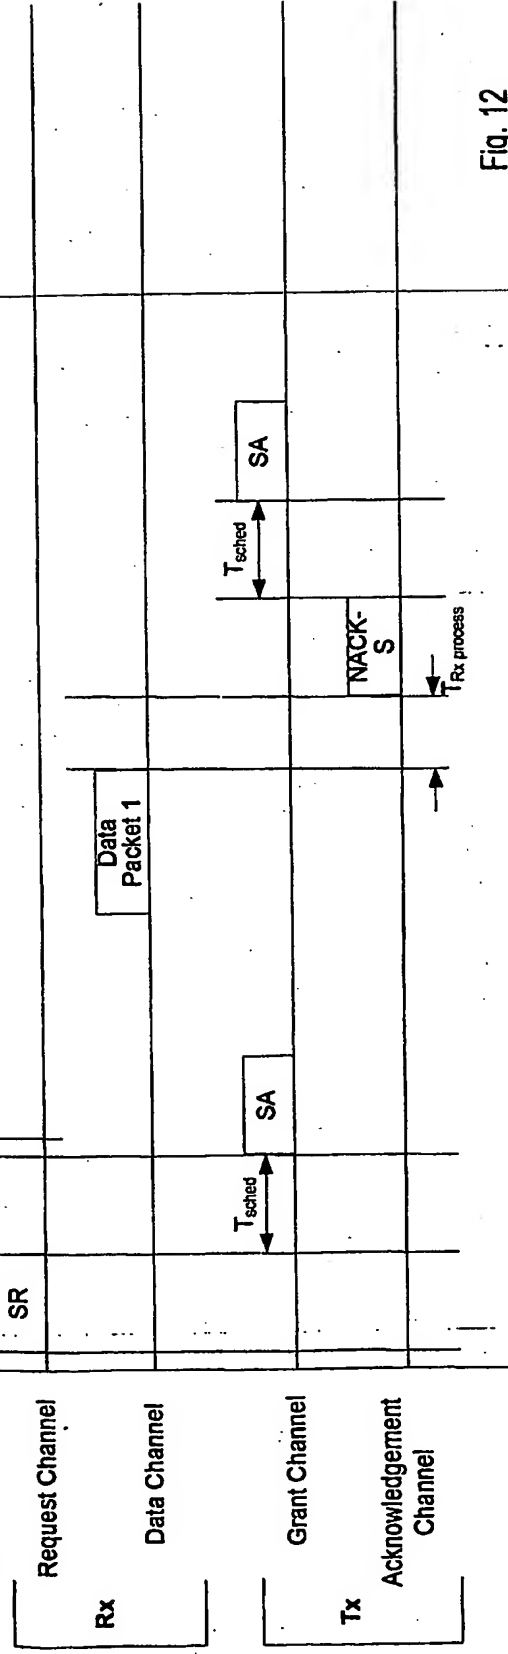 Rx
Request Channel
Data Channel
Tx
Grant Channel
Acknowledgement
Channel
SR
Tsched
SA
Data
Packet 1
TRx process
NACK-
S
Tsched
SA
Fig. 12